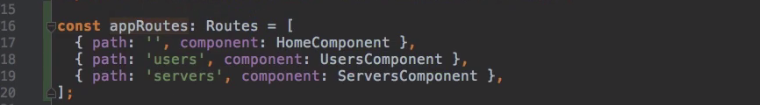 15
16 const appRoutes: Routes = [
17 { path: '', component: HomeComponent },
18 { path: 'users', component: UsersComponent },
19 { path: 'servers', component: ServersComponent },
20 ];